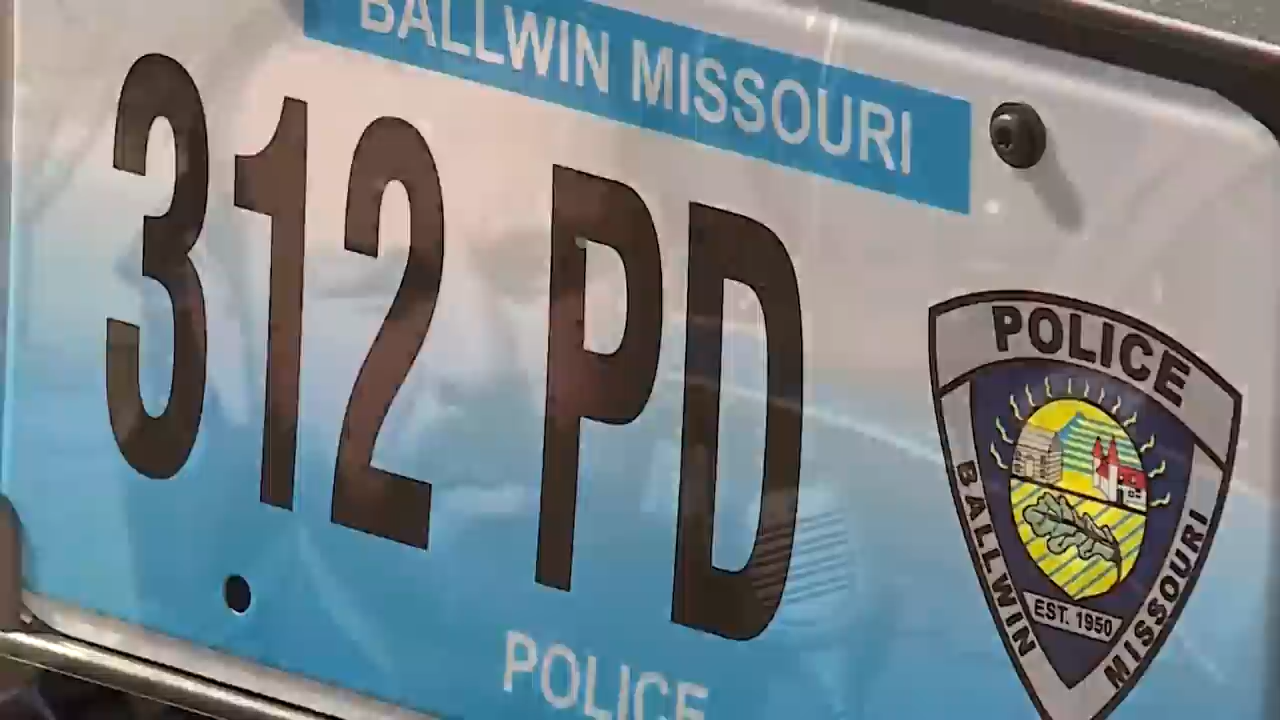 BALLWIN MISSOURI
312 PD
POLICE
POLICE
BALLWIN
MISSOURI
EST. 1950